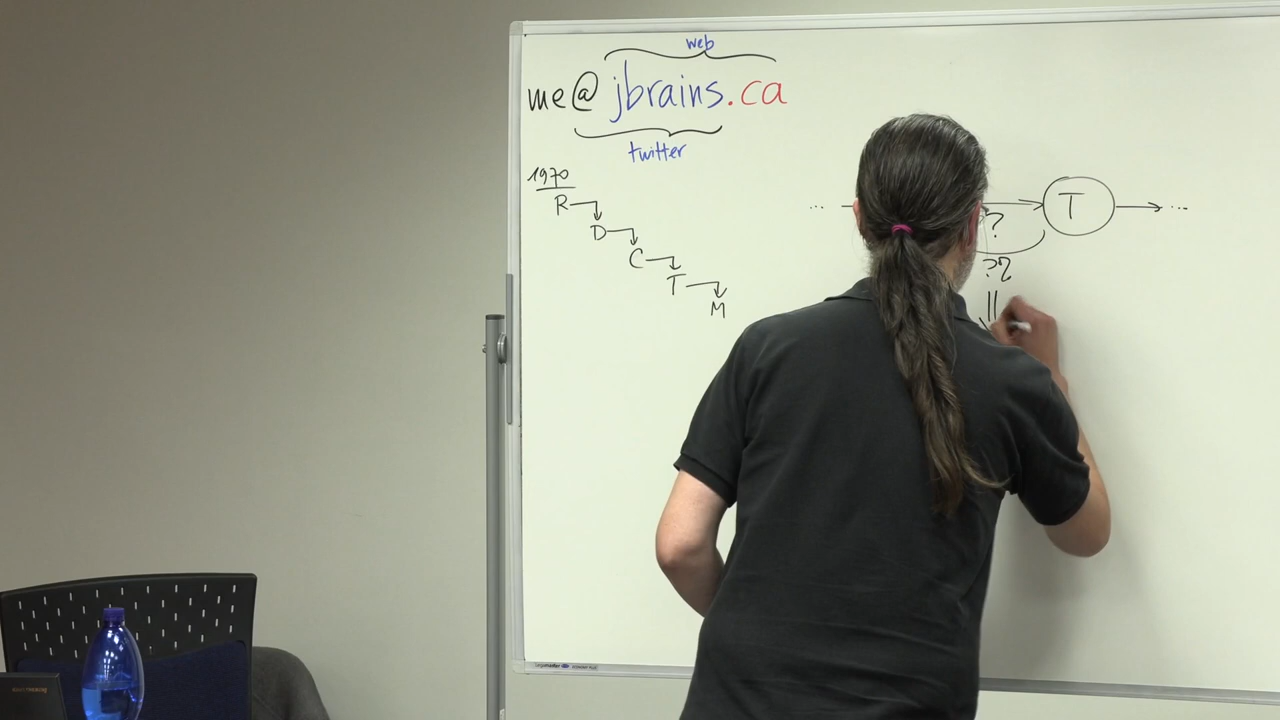 web
me@jbrains.ca
twitter
1970
R
D
C
T
M
... T ...
?
??